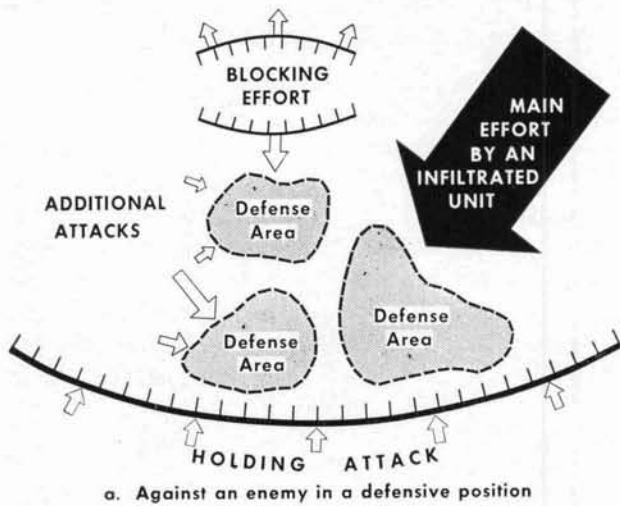 BLOCKING
EFFORT
MAIN
EFFORT
BY AN
INFILTRATED
UNIT
ADDITIONAL
ATTACKS
Defense
Area
Defense
Area
Defense
Area
HOLDING ATTACK
a. Against an enemy in a defensive position